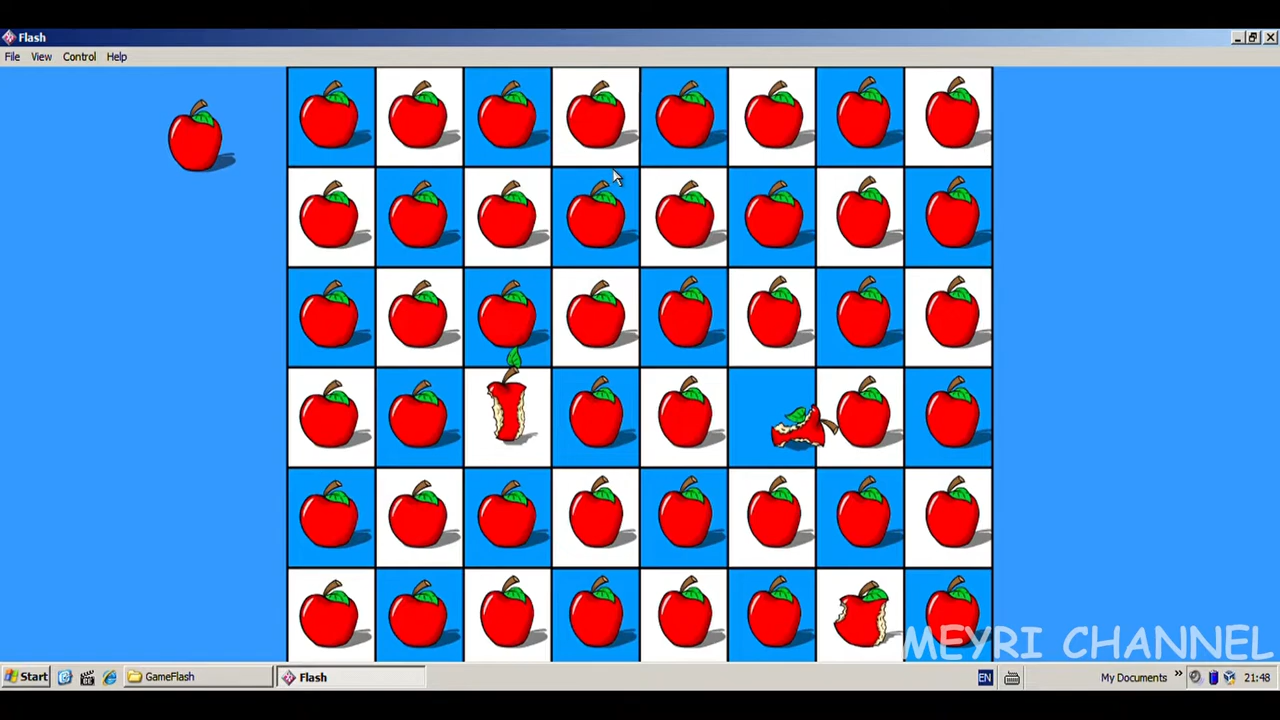 Flash
File View Control Help
MEYRI CHANNEL
Start GameFlash Flash EN My Documents » 21:48